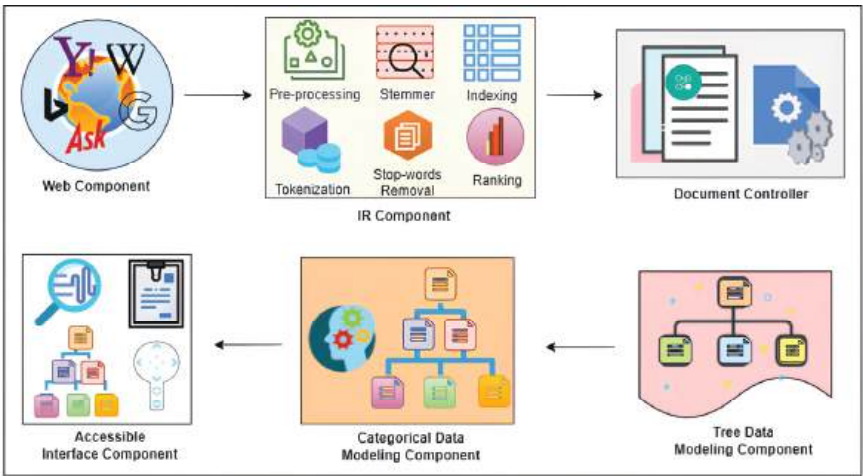 Y! W
b G
Ask
Web Component
Pre-processing
Stemmer
Indexing
Tokenization
Stop-words
Removal
Ranking
IR Component
Document Controller
Accessible
Interface Component
Categorical Data
Modeling Component
Tree Data
Modeling Component